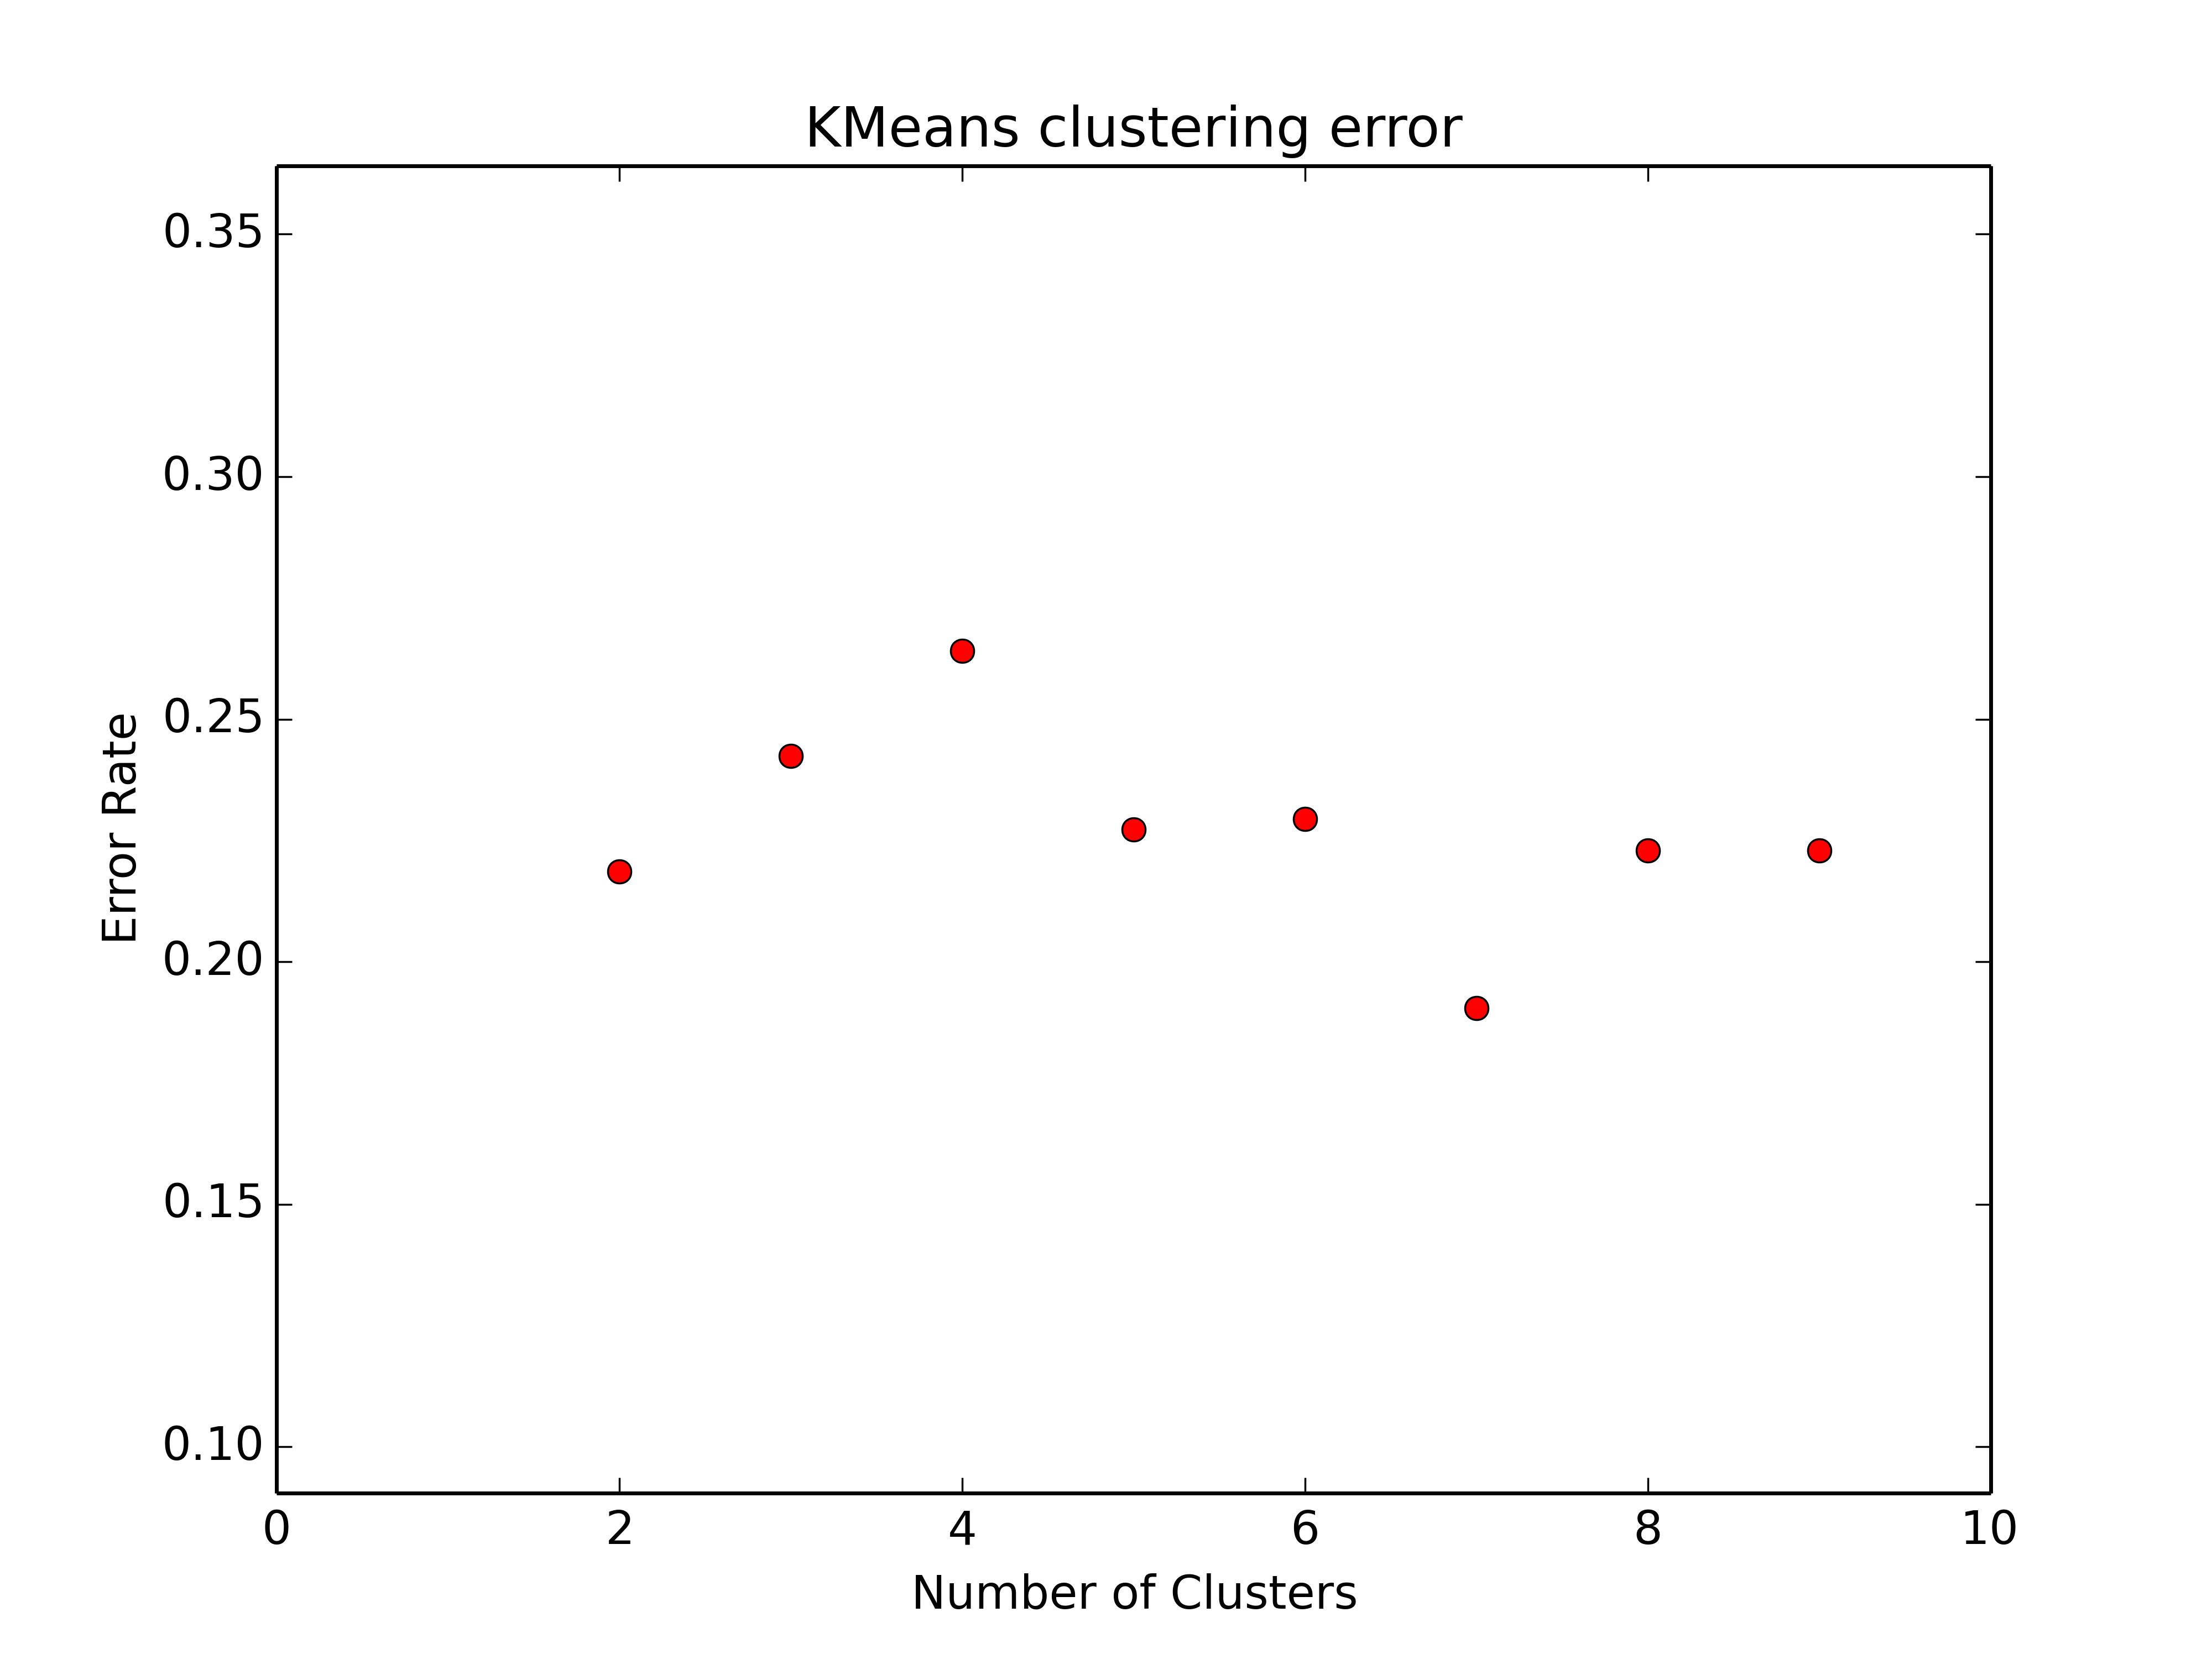 KMeans clustering error
0.35
0.30
0.25
0.20
0.15
0.10
Error Rate
0 2 4 6 8 10
Number of Clusters